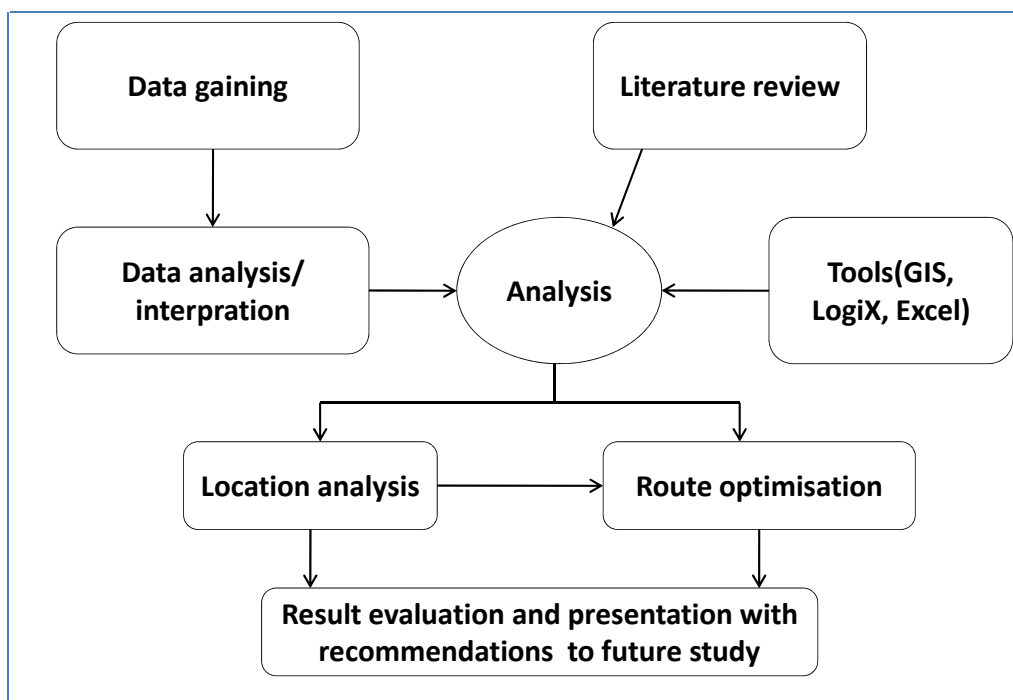 Data gaining
Literature review
Data analysis/
interpration
Analysis
Tools(GIS,
LogiX, Excel)
Location analysis
Route optimisation
Result evaluation and presentation with
recommendations  to future study